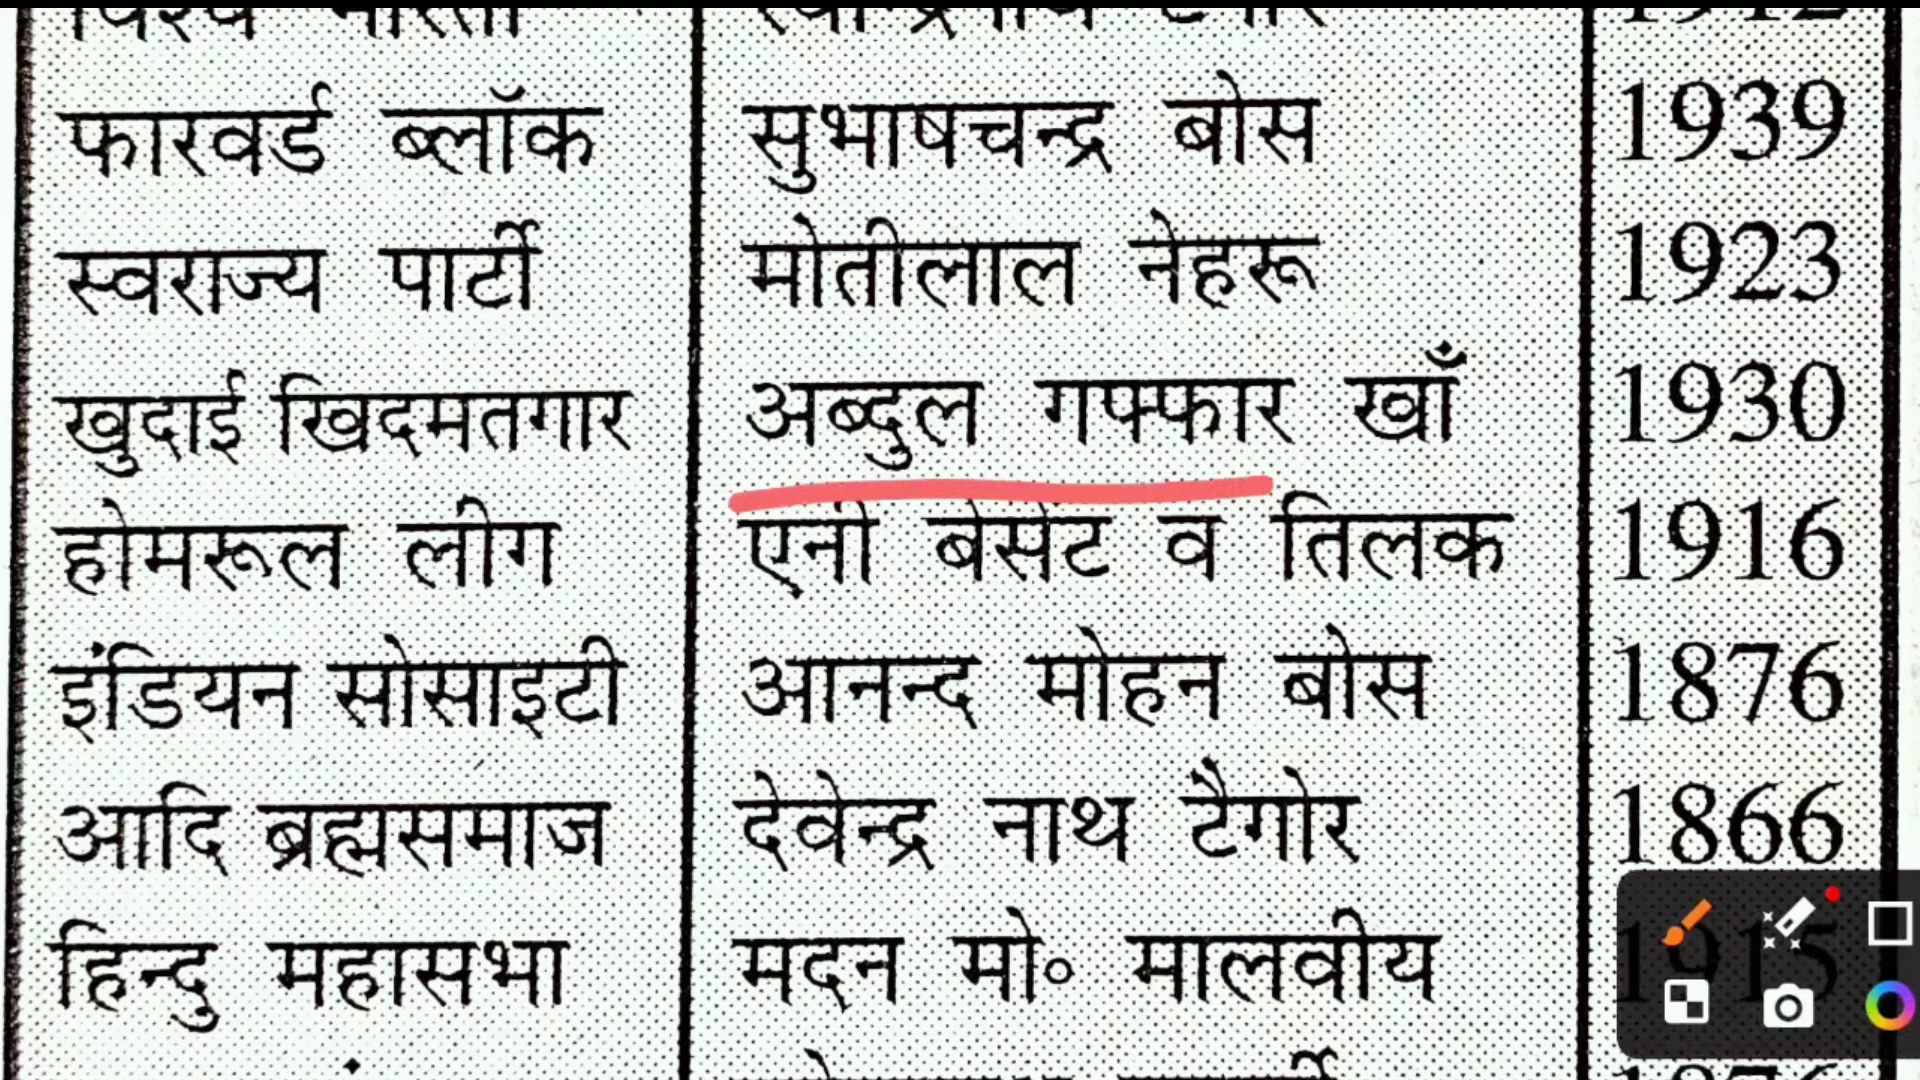 फारवर्ड ब्लॉक सुभाषचन्द्र बोस 1939
स्वराज्य पार्टी मोतीलाल नेहरू 1923
खुदाई खिदमतगार अब्दुल गफ्फार खाँ 1930
होमरूल लीग एनी बेसेंट व तिलक 1916
इंडियन सोसाइटी आनन्द मोहन बोस 1876
आदि ब्रह्मसमाज देवेन्द्र नाथ टैगोर 1866
हिन्दु महासभा मदन मो० मालवीय 1915